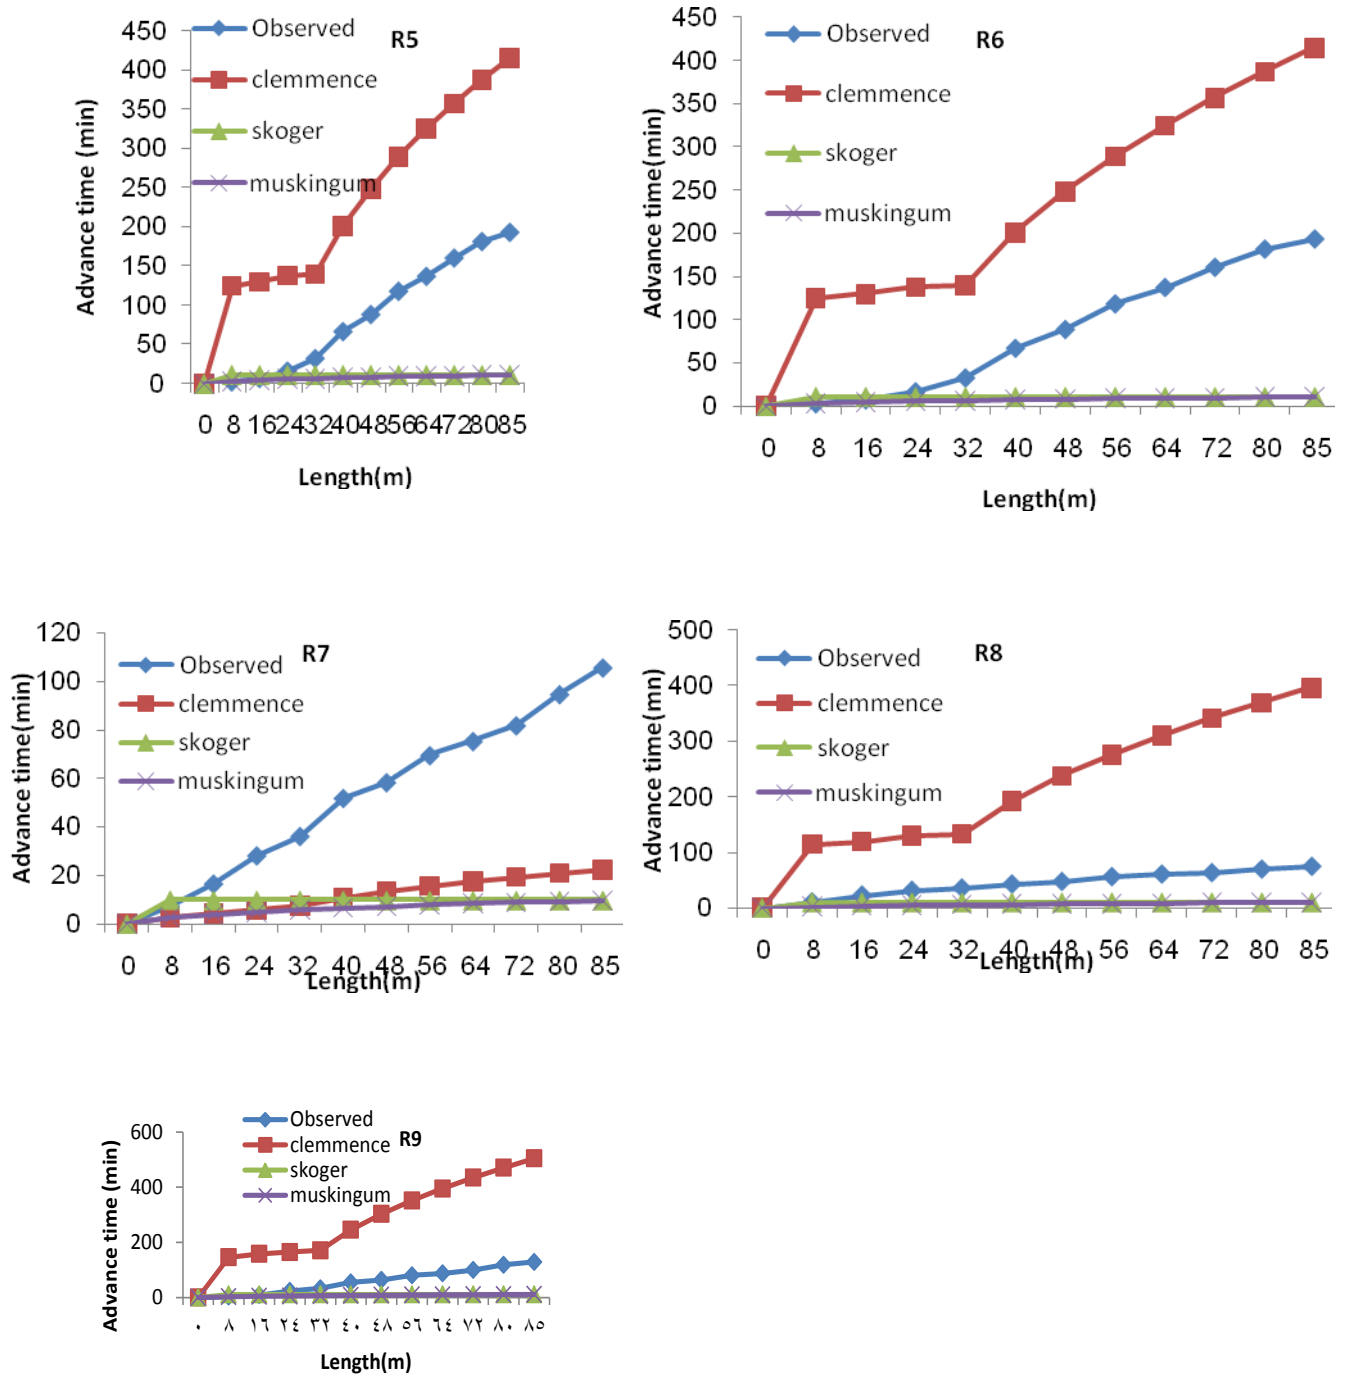 R5
Observed
clemmence
skoger
muskingum
Advance time (min)
450
400
350
300
250
200
150
100
50
0
0 8 16 24 32 40 48 56 64 72 80 85
Length(m)
R6
Observed
clemmence
skoger
muskingum
Advance time(min)
450
400
350
300
250
200
150
100
50
0
0 8 16 24 32 40 48 56 64 72 80 85
Length(m)
R7
Observed
clemmence
skoger
muskingum
Advance time(min)
120
100
80
60
40
20
0
0 8 16 24 32 40 48 56 64 72 80 85
Length(m)
R8
Observed
clemmence
skoger
muskingum
Advance time(mn)
500
400
300
200
100
0
0 8 16 24 32 40 48 56 64 72 80 85
Length(m)
R9
Observed
clemmence
skoger
muskingum
Advance time (min)
600
400
200
0
٠ ٨ ١٦ ٢٤ ٣٢ ٤٠ ٤٨ ٥٦ ٦٤ ٧٢ ٨٠ ٨٥
Length(m)